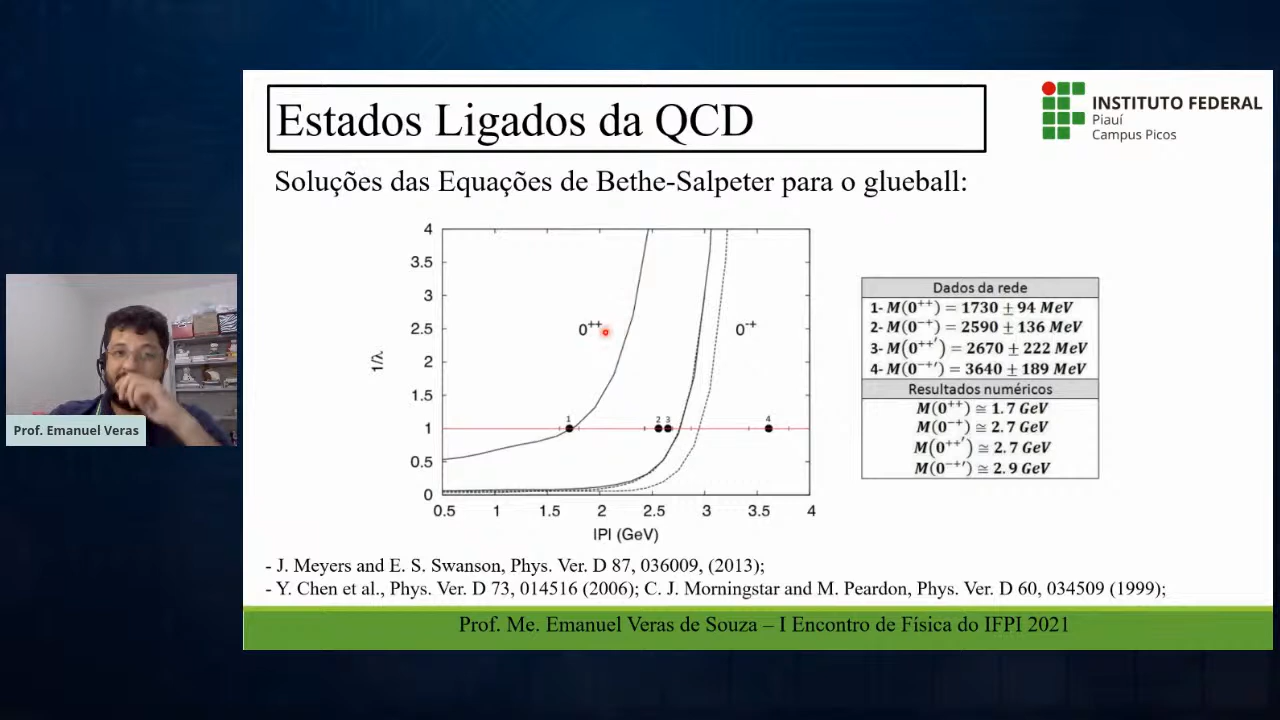 Estados Ligados da QCD
INSTITUTO FEDERAL
Piauí
Campus Picos
Soluções das Equações de Bethe-Salpeter para o glueball:
4
3.5
3
2.5
2
1.5
1
0.5
0
1/λ
0⁺⁺
0⁻⁺
1
2
3
4
0.5 1 1.5 2 2.5 3 3.5 4
IPI (GeV)
Dados da rede
1- M(0⁺⁺) = 1730 ± 94 MeV
2- M(0⁻⁺) = 2590 ± 136 MeV
3- M(0⁺⁺′) = 2670 ± 222 MeV
4- M(0⁻⁺′) = 3640 ± 189 MeV
Resultados numéricos
M(0⁺⁺) ≅ 1.7 GeV
M(0⁻⁺) ≅ 2.7 GeV
M(0⁺⁺′) ≅ 2.7 GeV
M(0⁻⁺′) ≅ 2.9 GeV
Prof. Emanuel Veras
- J. Meyers and E. S. Swanson, Phys. Ver. D 87, 036009, (2013);
- Y. Chen et al., Phys. Ver. D 73, 014516 (2006); C. J. Morningstar and M. Peardon, Phys. Ver. D 60, 034509 (1999);
Prof. Me. Emanuel Veras de Souza – I Encontro de Física do IFPI 2021